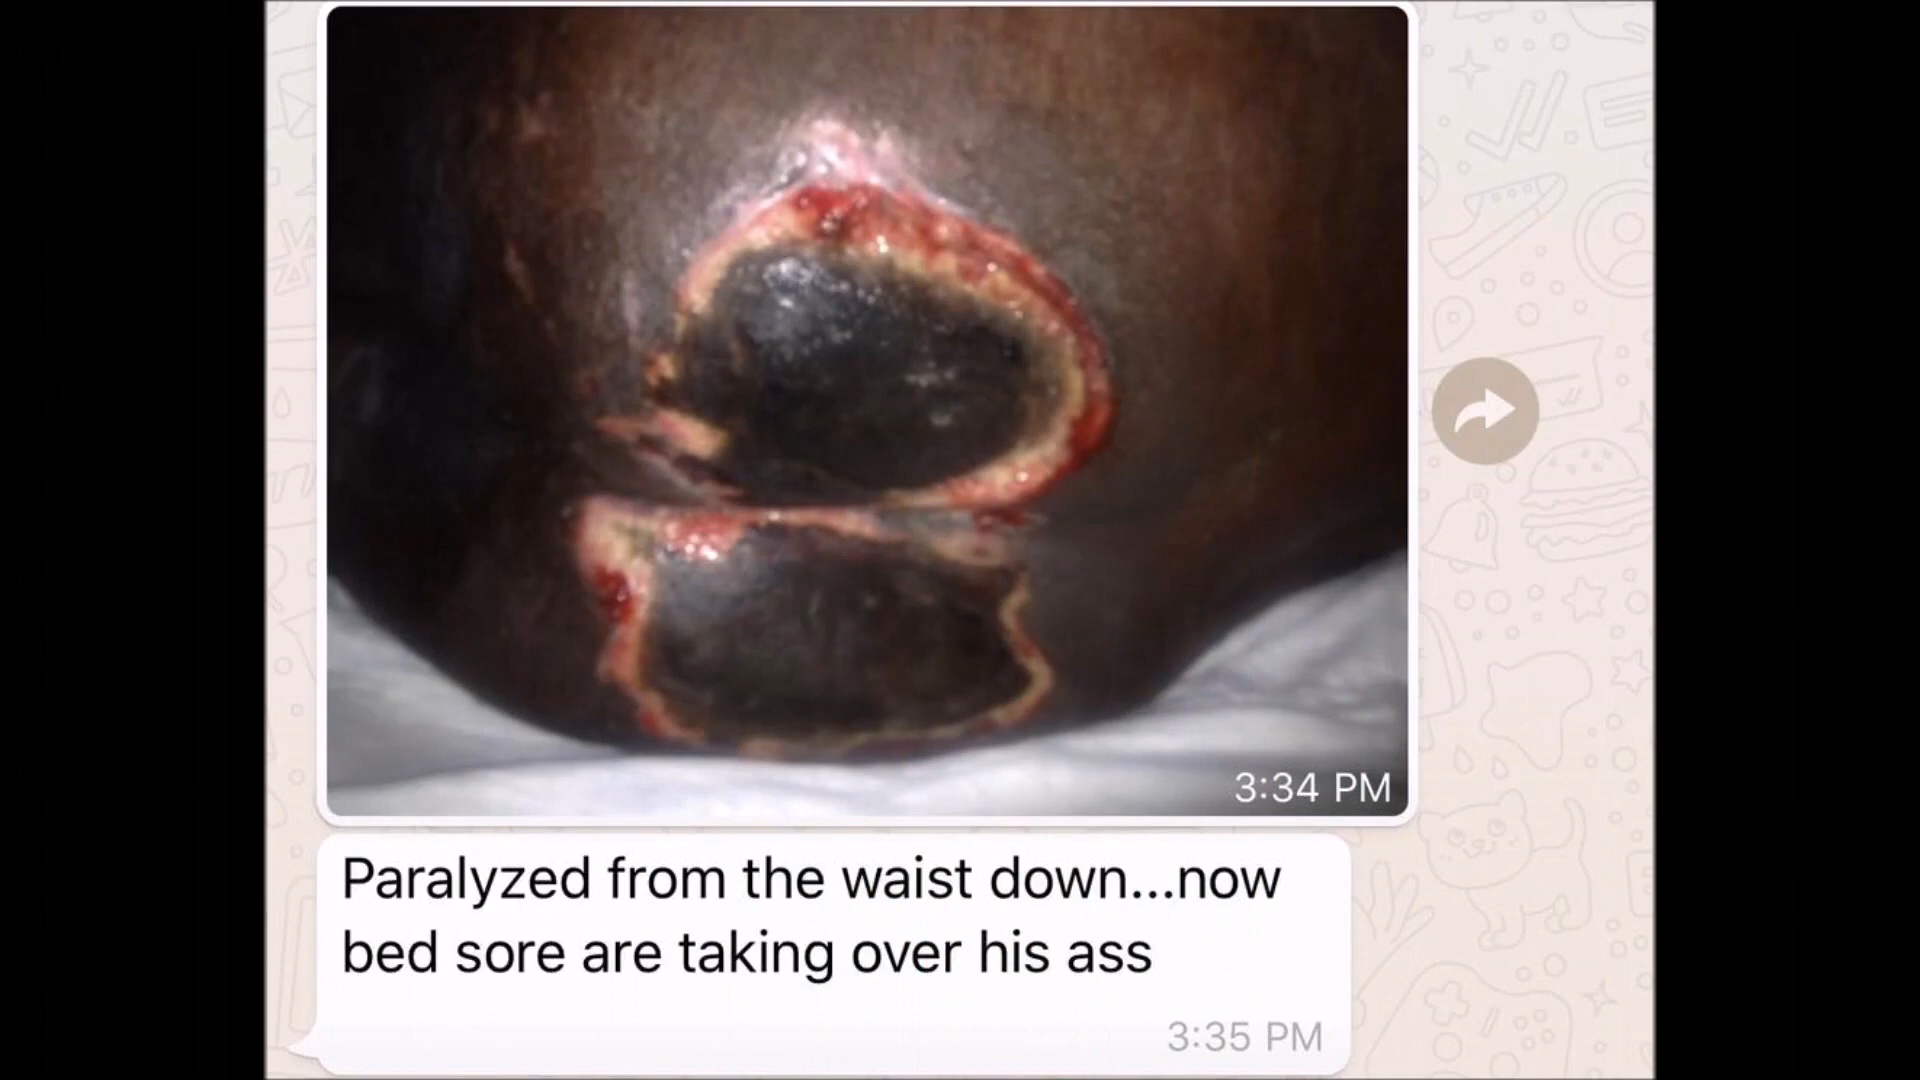 3:34 PM
Paralyzed from the waist down...now
bed sore are taking over his ass
3:35 PM